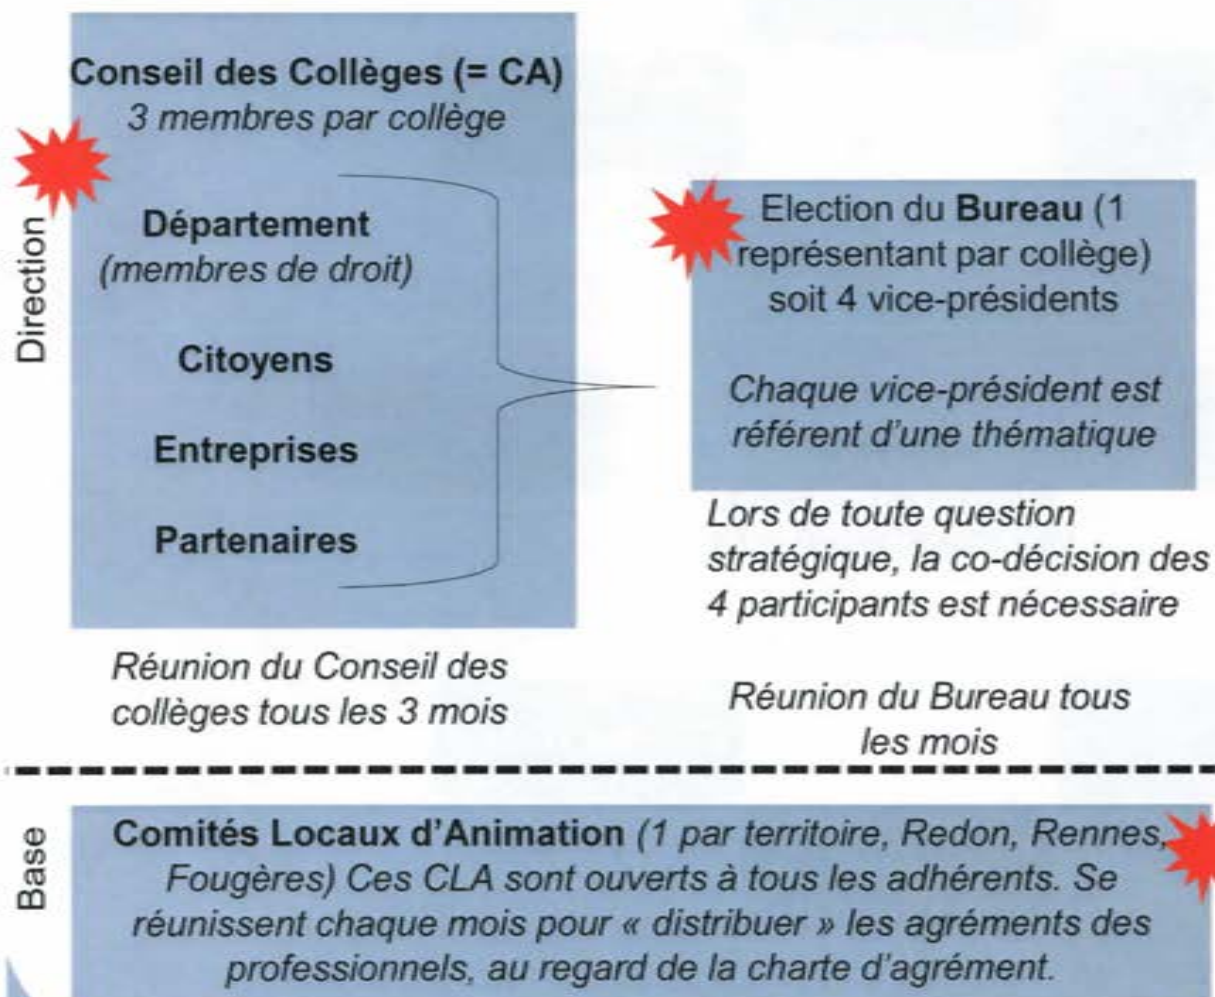 Direction
Conseil des Collèges (= CA)
3 membres par collège
Département
(membres de droit)
Citoyens
Entreprises
Partenaires
Réunion du Conseil des
collèges tous les 3 mois
Election du Bureau (1
représentant par collège)
soit 4 vice-présidents
Chaque vice-président est
référent d'une thématique
Lors de toute question
stratégique, la co-décision des
4 participants est nécessaire
Réunion du Bureau tous
les mois
Base
Comités Locaux d'Animation (1 par territoire, Redon, Rennes,
Fougères) Ces CLA sont ouverts à tous les adhérents. Se
réunissent chaque mois pour « distribuer » les agréments des
professionnels, au regard de la charte d'agrément.